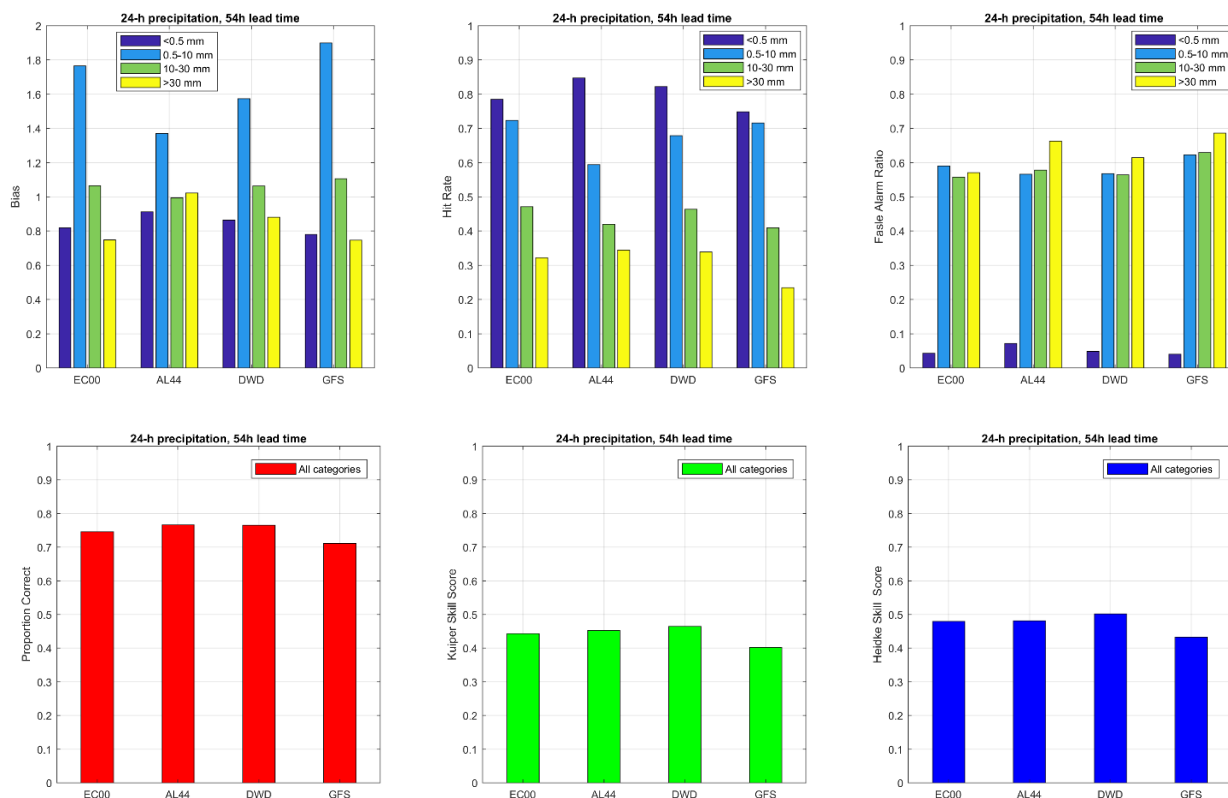 24-h precipitation, 54h lead time
<0.5 mm
0.5-10 mm
10-30 mm
>30 mm
Bias
2
1.8
1.6
1.4
1.2
1
0.8
0.6
0.4
0.2
0
EC00 AL44 DWD GFS
24-h precipitation, 54h lead time
<0.5 mm
0.5-10 mm
10-30 mm
>30 mm
Hit Rate
1
0.9
0.8
0.7
0.6
0.5
0.4
0.3
0.2
0.1
0
EC00 AL44 DWD GFS
24-h precipitation, 54h lead time
<0.5 mm
0.5-10 mm
10-30 mm
>30 mm
Fasle Alarm Ratio
1
0.9
0.8
0.7
0.6
0.5
0.4
0.3
0.2
0.1
0
EC00 AL44 DWD GFS
24-h precipitation, 54h lead time
All categories
Proportion Correct
1
0.9
0.8
0.7
0.6
0.5
0.4
0.3
0.2
0.1
0
EC00 AL44 DWD GFS
24-h precipitation, 54h lead time
All categories
Kuiper Skill Score
1
0.9
0.8
0.7
0.6
0.5
0.4
0.3
0.2
0.1
0
EC00 AL44 DWD GFS
24-h precipitation, 54h lead time
All categories
Heidke Skill Score
1
0.9
0.8
0.7
0.6
0.5
0.4
0.3
0.2
0.1
0
EC00 AL44 DWD GFS